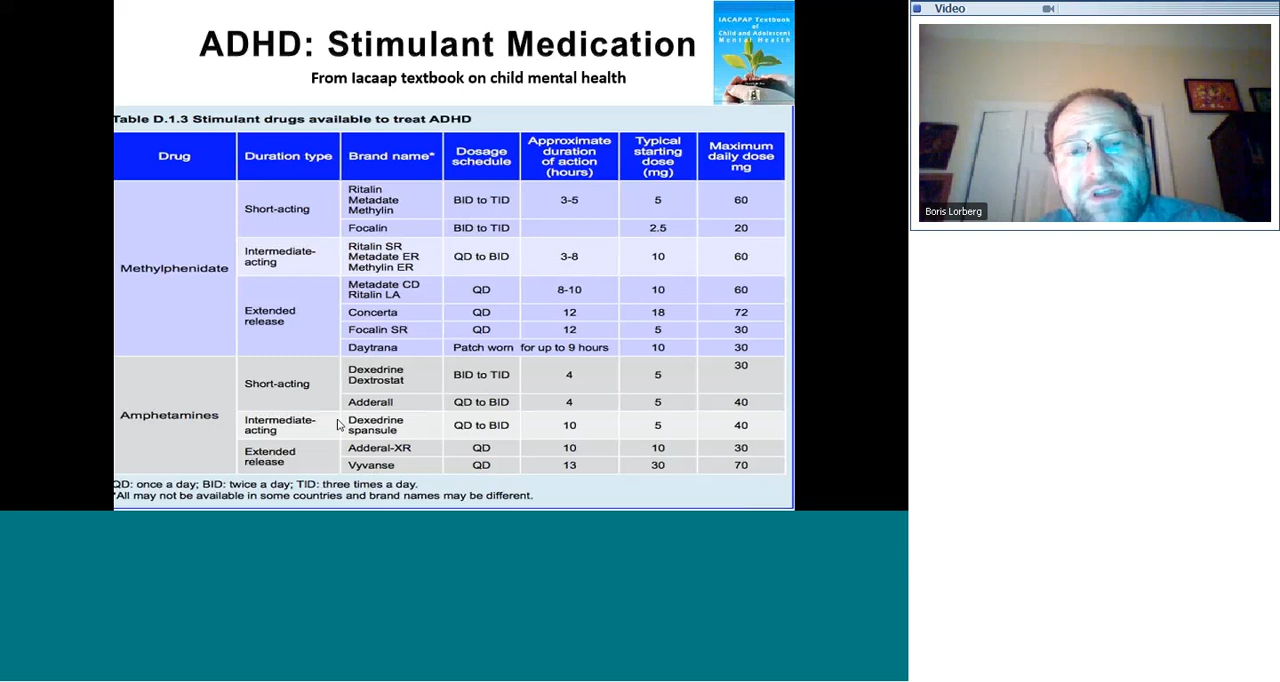 ADHD: Stimulant Medication
From Iacaap textbook on child mental health
IACAPAP Textbook
of
Child and Adolescent
Mental Health
Table D.1.3 Stimulant drugs available to treat ADHD
Drug Duration type Brand name* Dosage schedule Approximate duration of action (hours) Typical starting dose (mg) Maximum daily dose mg
Methylphenidate
Short-acting
Ritalin
Metadate
Methylin
BID to TID 3-5 5 60
Focalin BID to TID 2.5 20
Intermediate-
acting
Ritalin SR
Metadate ER
Methylin ER
QD to BID 3-8 10 60
Extended
release
Metadate CD
Ritalin LA
QD 8-10 10 60
Concerta QD 12 18 72
Focalin SR QD 12 5 30
Daytrana Patch worn for up to 9 hours 10 30
Amphetamines
Short-acting
Dexedrine
Dextrostat
BID to TID 4 5 30
Adderall QD to BID 4 5 40
Intermediate-
acting
Dexedrine
spansule
QD to BID 10 5 40
Extended
release
Adderal-XR QD 10 10 30
Vyvanse QD 13 30 70
QD: once a day; BID: twice a day; TID: three times a day.
*All may not be available in some countries and brand names may be different.
Video
Boris Lorberg